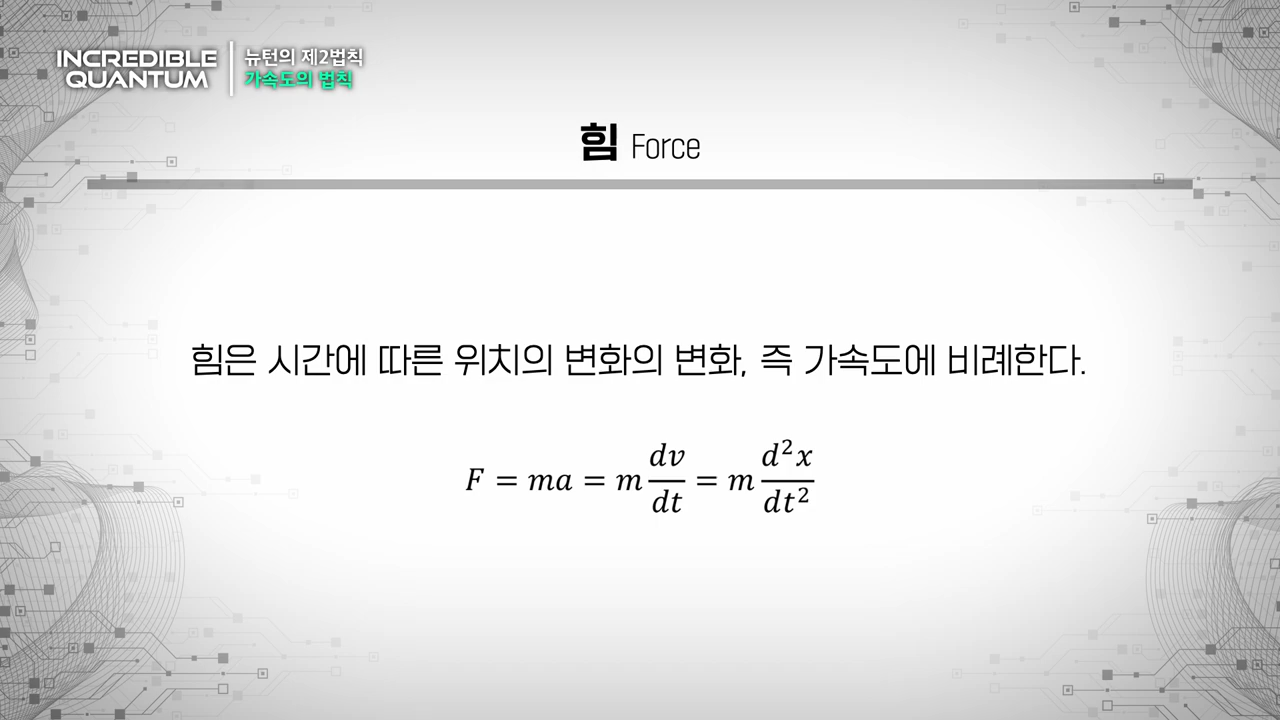 INCREDIBLE
QUANTUM
뉴턴의 제2법칙
가속도의 법칙
힘 Force
힘은 시간에 따른 위치의 변화의 변화, 즉 가속도에 비례한다.
F = ma = m dv/dt = m d²x/dt²